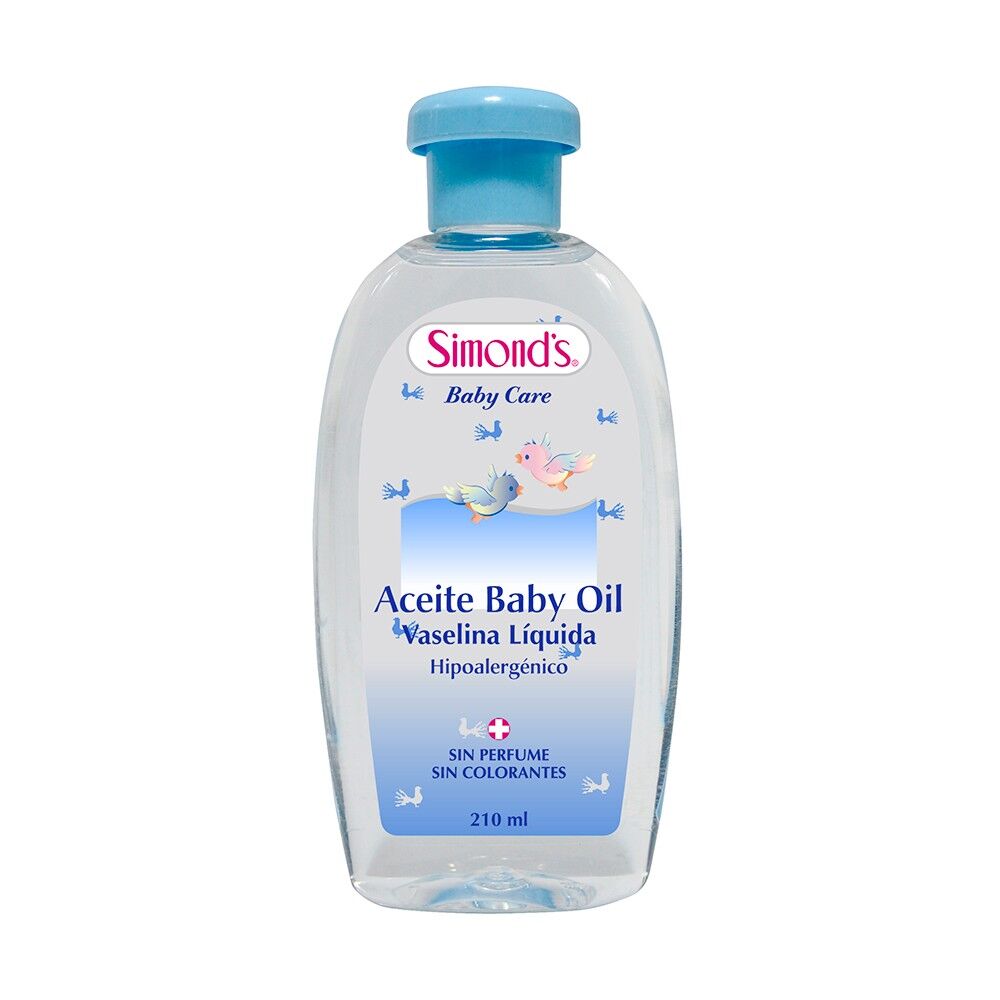 Simond's®
Baby Care
Aceite Baby Oil
Vaselina Líquida
Hipoalergénico
SIN PERFUME
SIN COLORANTES
210 ml